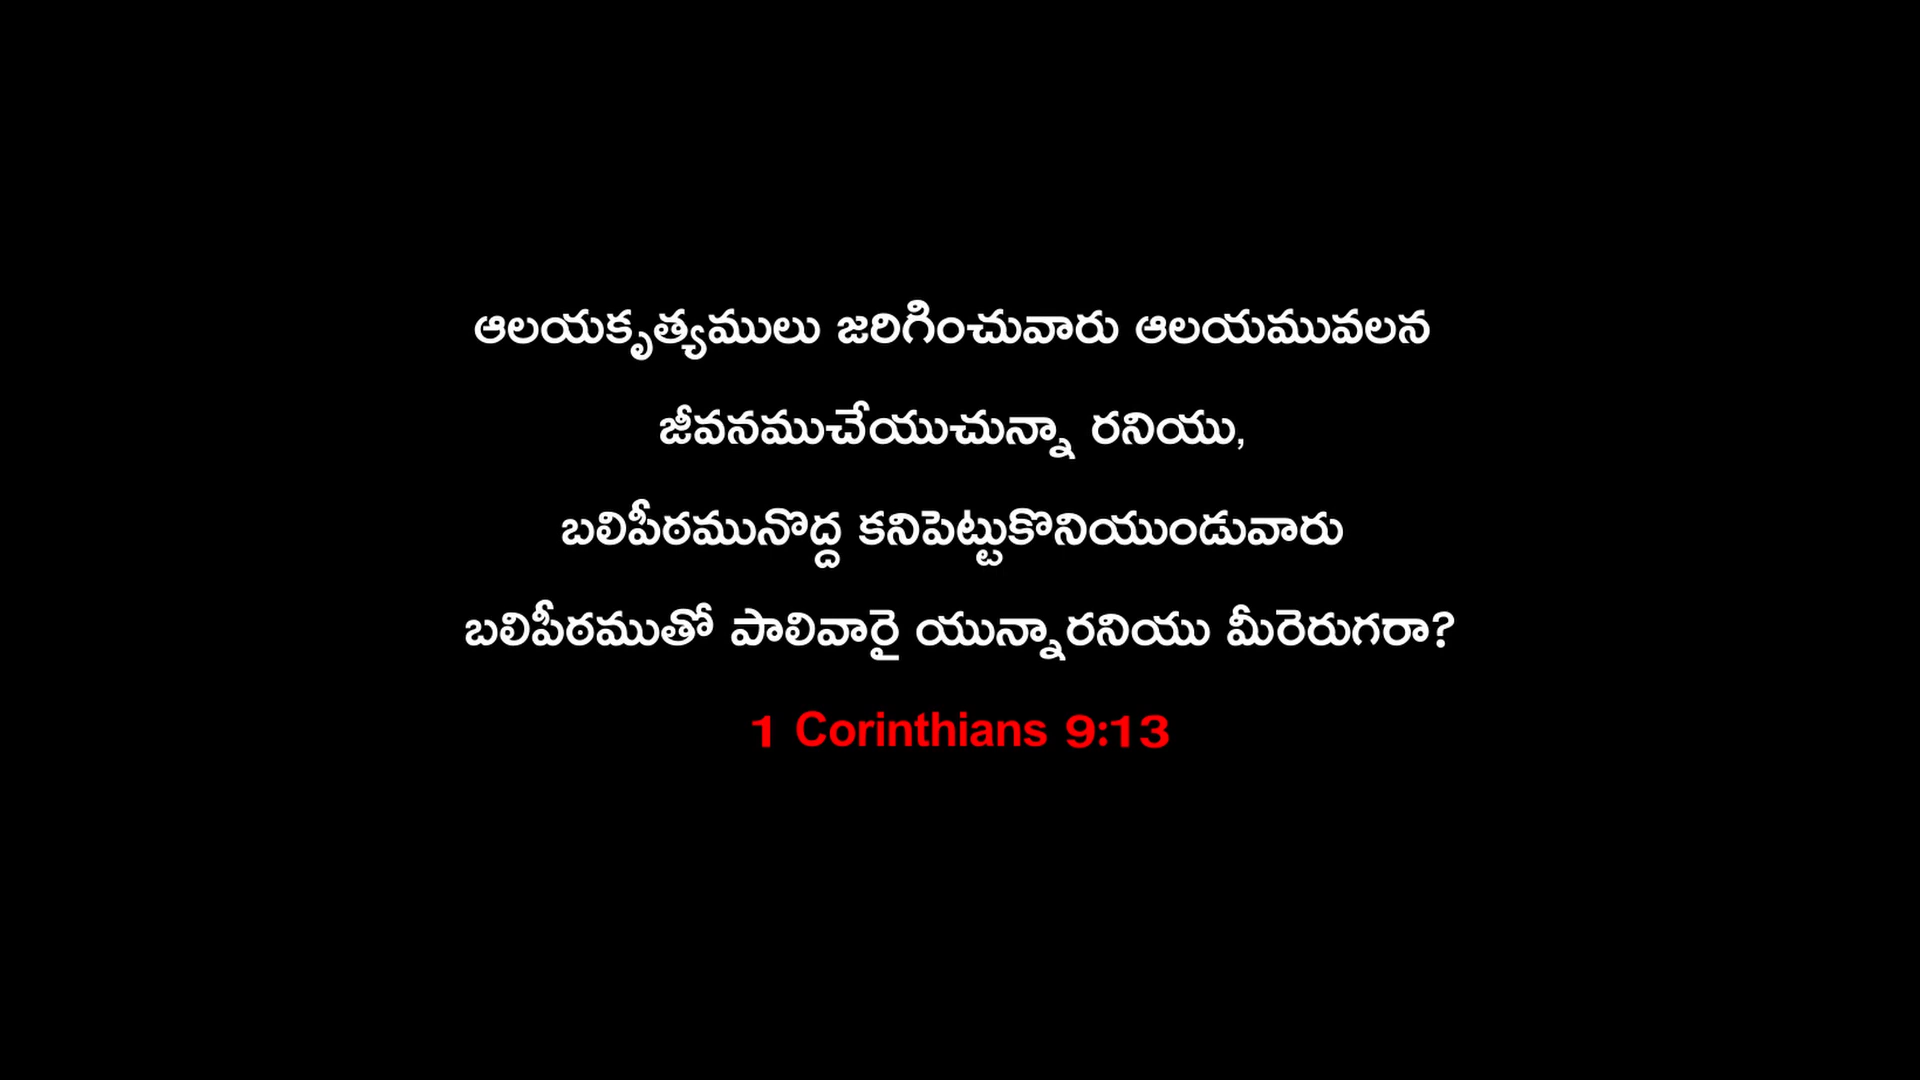 ఆలయకృత్యములు జరిగించువారు ఆలయమువలన
జీవనముచేయుచున్నా రనియు,
బలిపీఠమునొద్ద కనిపెట్టుకొనియుండువారు
బలిపీఠముతో పాలివారై యున్నారనియు మీరెరుగరా?
1 Corinthians 9:13